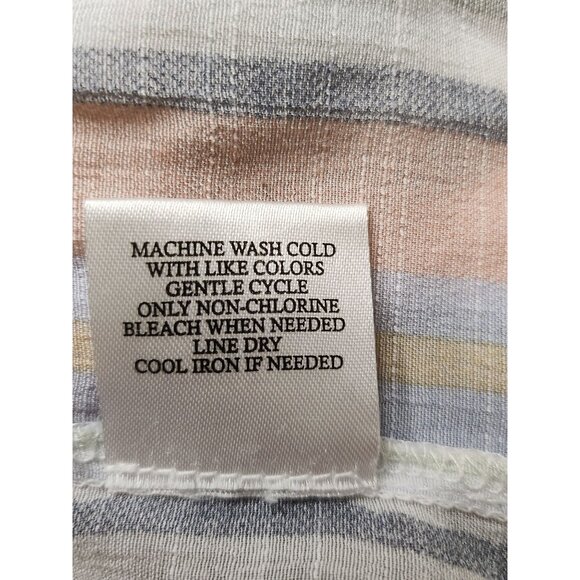 MACHINE WASH COLD
WITH LIKE COLORS
GENTLE CYCLE
ONLY NON-CHLORINE
BLEACH WHEN NEEDED
LINE DRY
COOL IRON IF NEEDED